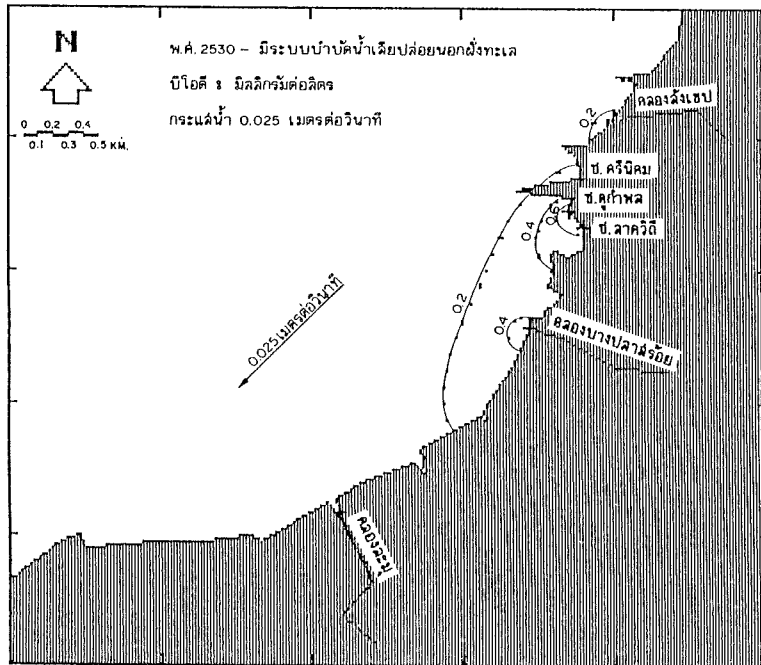 N
พ.ศ. 2530 - มีระบบบำบัดน้ำเสียปล่อยนอกฝั่งทะเล
บีโอดี : มิลลิกรัมต่อลิตร
กระแสน้ำ 0.025 เมตรต่อวินาที
0 0.2 0.4
0.1 0.3 0.5 กม.
คลองสังเขป
0.2
ซ. ศรีนิคม
ซ. ตูกำพล
ซ. ลาดวิถี
0.6
0.4
0.2
0.4
คลองบางปลาสร้อย
0.025 เมตรต่อวินาที
คลองละมุ